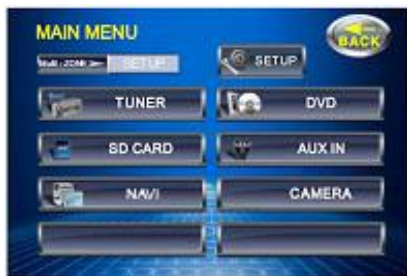 MAIN MENU
BACK
MULTI-ZONE SETUP
SETUP
TUNER
DVD
SD CARD
AUX IN
NAVI
CAMERA